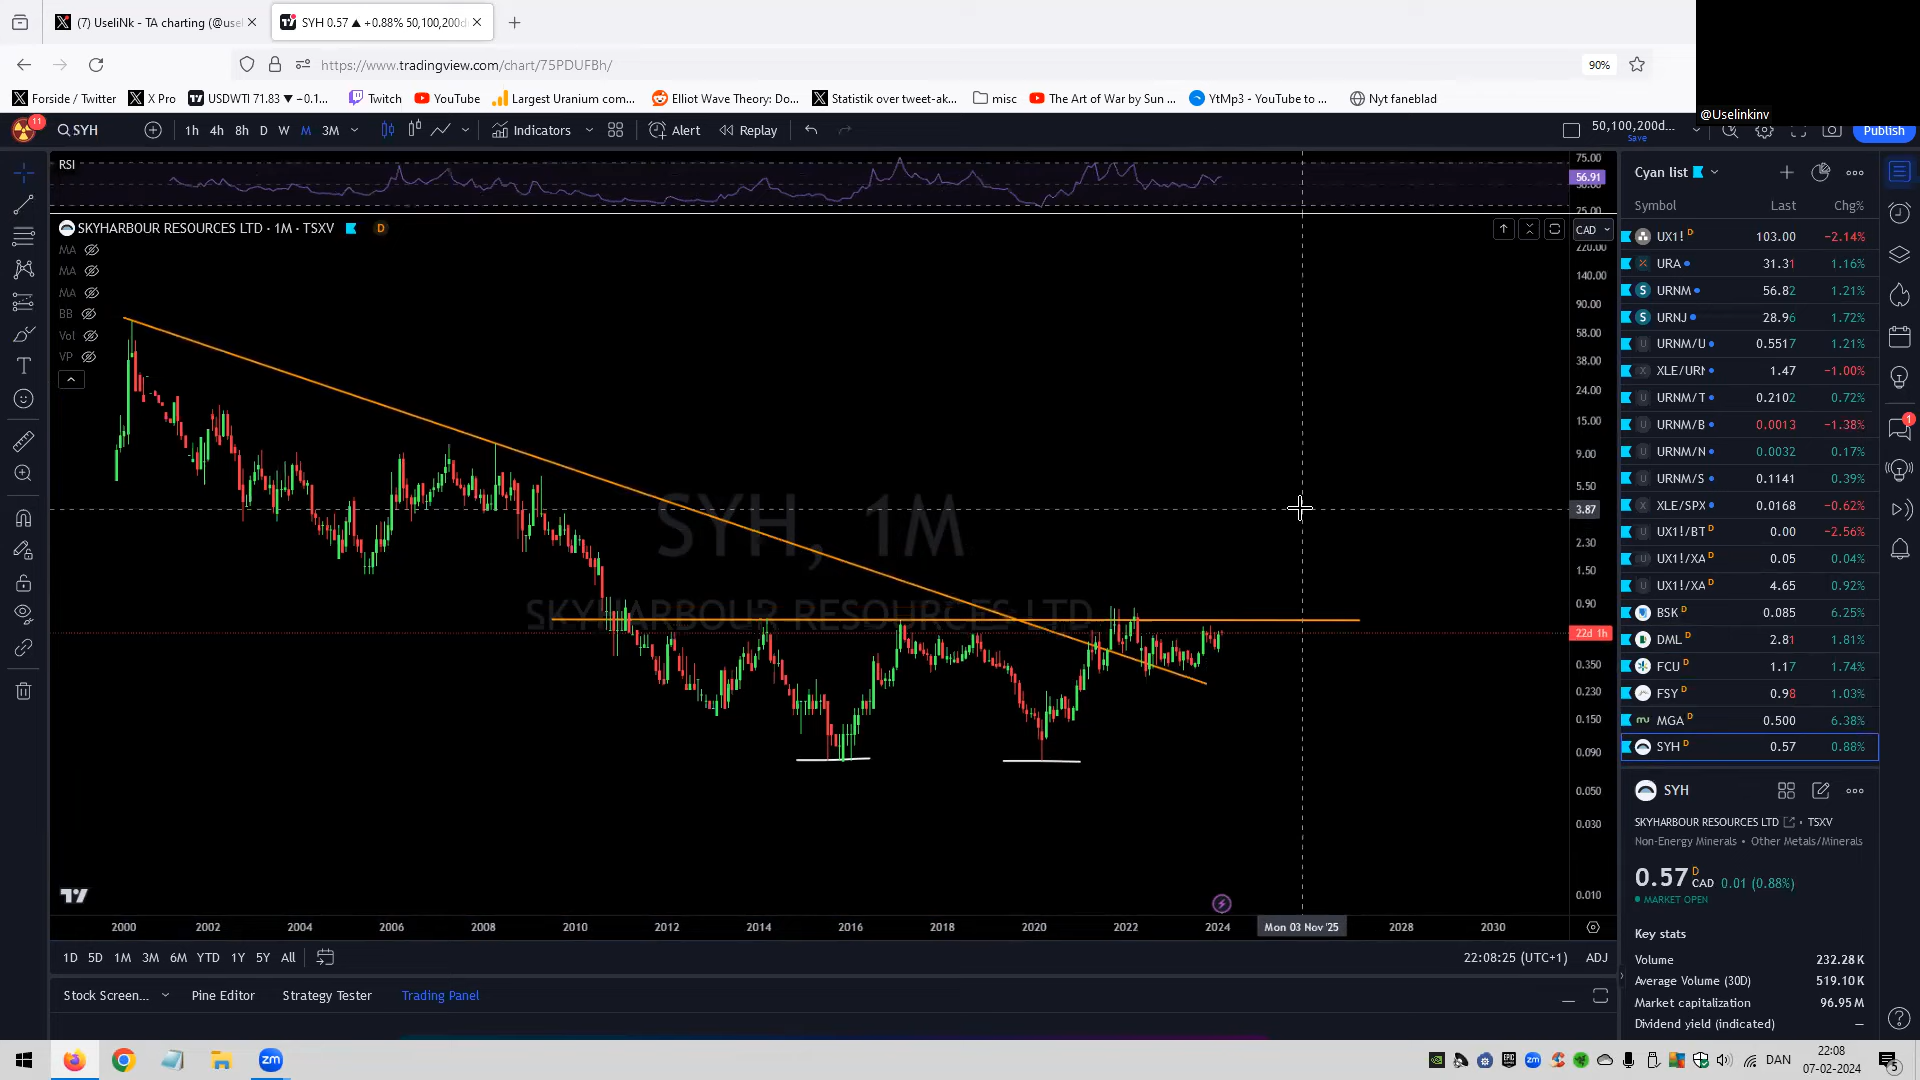 (7) UseliNk - TA charting (@use
SYH 0.57 ▲ +0.88% 50,100,200d
https://www.tradingview.com/chart/75PDUFBh/
90%
Forside / Twitter
X Pro
USDWTI 71.83 ▼ −0.1...
Twitch
YouTube
Largest Uranium com...
Elliot Wave Theory: Do...
Statistik over tweet-ak...
misc
The Art of War by Sun ...
YtMp3 - YouTube to ...
Nyt faneblad
@Uselinkinv
11
SYH
1h 4h 8h D W M 3M
Indicators
Alert
Replay
50,100,200d...
Save
Publish
RSI
75.00
56.91
25.00
SKYHARBOUR RESOURCES LTD · 1M · TSXV
D
CAD
MA
MA
MA
BB
Vol
VP
SYH, 1M
SKYHARBOUR RESOURCES LTD
220.00
140.00
90.00
58.00
38.00
24.00
15.00
9.00
5.50
3.87
2.30
1.50
0.90
22d 1h
0.350
0.230
0.150
0.090
0.050
0.030
0.010
2000 2002 2004 2006 2008 2010 2012 2014 2016 2018 2020 2022 2024 Mon 03 Nov '25 2028 2030
1D 5D 1M 3M 6M YTD 1Y 5Y All
22:08:25 (UTC+1)
ADJ
Stock Screen...
Pine Editor
Strategy Tester
Trading Panel
Cyan list
Symbol Last Chg%
UX1! D 103.00 −2.14%
URA 31.31 1.16%
URNM 56.82 1.21%
URNJ 28.96 1.72%
URNM/U 0.5517 1.21%
XLE/URN 1.47 −1.00%
URNM/T 0.2102 0.72%
URNM/B 0.0013 −1.38%
URNM/N 0.0032 0.17%
URNM/S 0.1141 0.39%
XLE/SPX 0.0168 −0.62%
UX1!/BT D 0.00 −2.56%
UX1!/XA D 0.05 0.04%
UX1!/XA D 4.65 0.92%
BSK D 0.085 6.25%
DML D 2.81 1.81%
FCU D 1.17 1.74%
FSY D 0.98 1.03%
MGA D 0.500 6.38%
SYH D 0.57 0.88%
1
SYH
SKYHARBOUR RESOURCES LTD · TSXV
Non-Energy Minerals • Other Metals/Minerals
0.57 D CAD 0.01 (0.88%)
MARKET OPEN
Key stats
Volume 232.28K
Average Volume (30D) 519.10K
Market capitalization 96.95M
Dividend yield (indicated) —
zm
DAN
22:08
07-02-2024
5